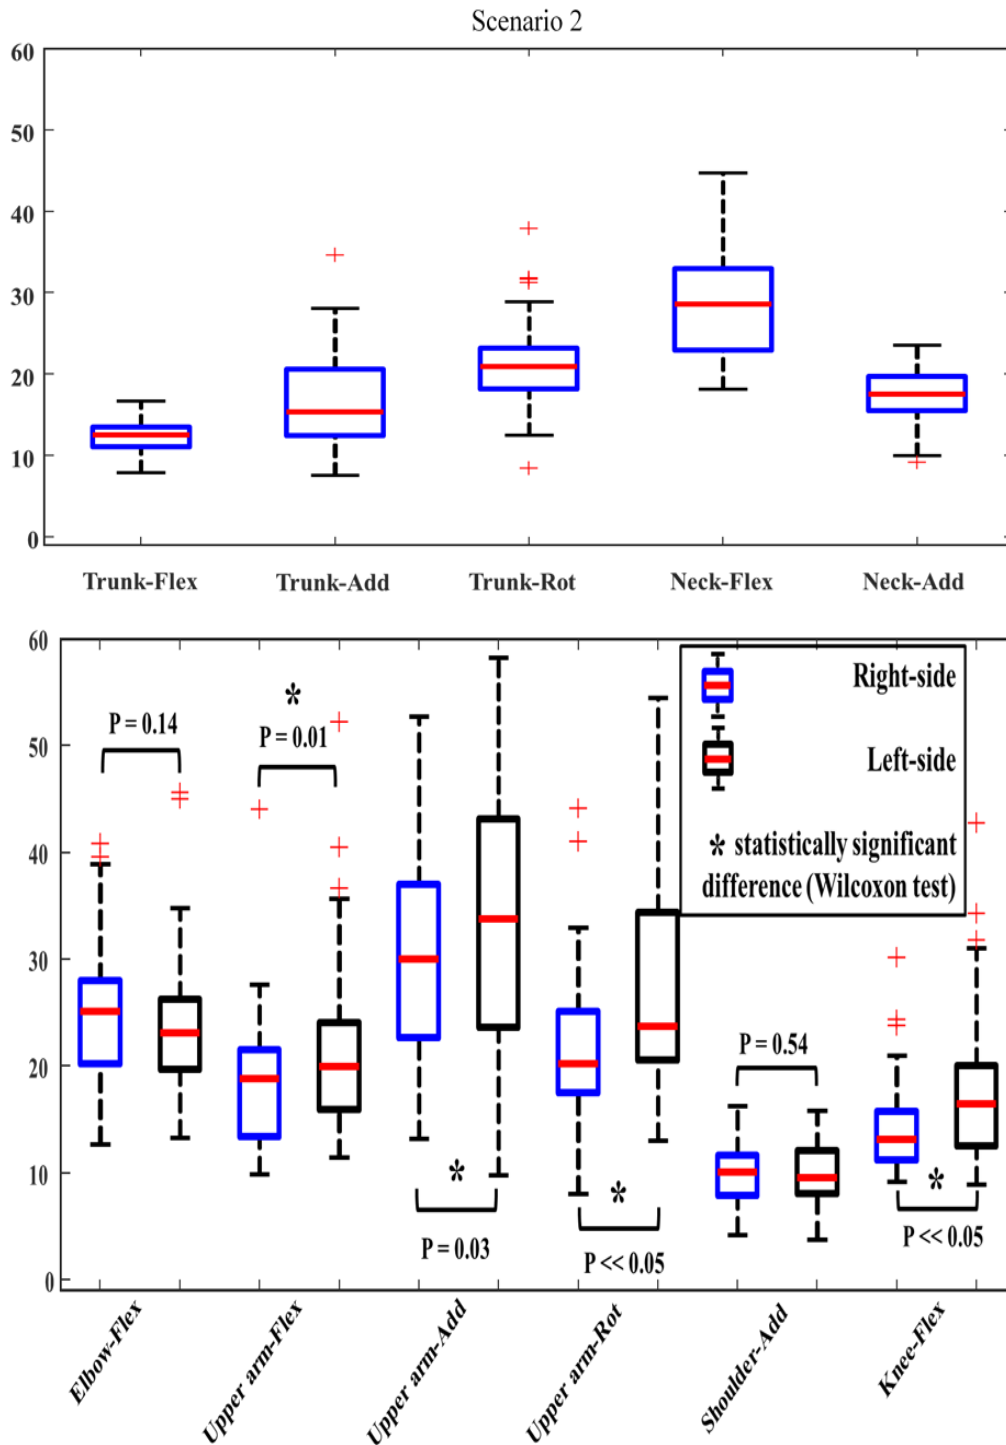 Scenario 2
60
50
40
30
20
10
0
Trunk-Flex Trunk-Add Trunk-Rot Neck-Flex Neck-Add
60
50
40
30
20
10
0
P = 0.14
*
P = 0.01
*
P = 0.03
*
P << 0.05
P = 0.54
*
P << 0.05
Right-side
Left-side
* statistically significant
difference (Wilcoxon test)
Elbow-Flex
Upper arm-Flex
Upper arm-Add
Upper arm-Rot
Shoulder-Add
Knee-Flex